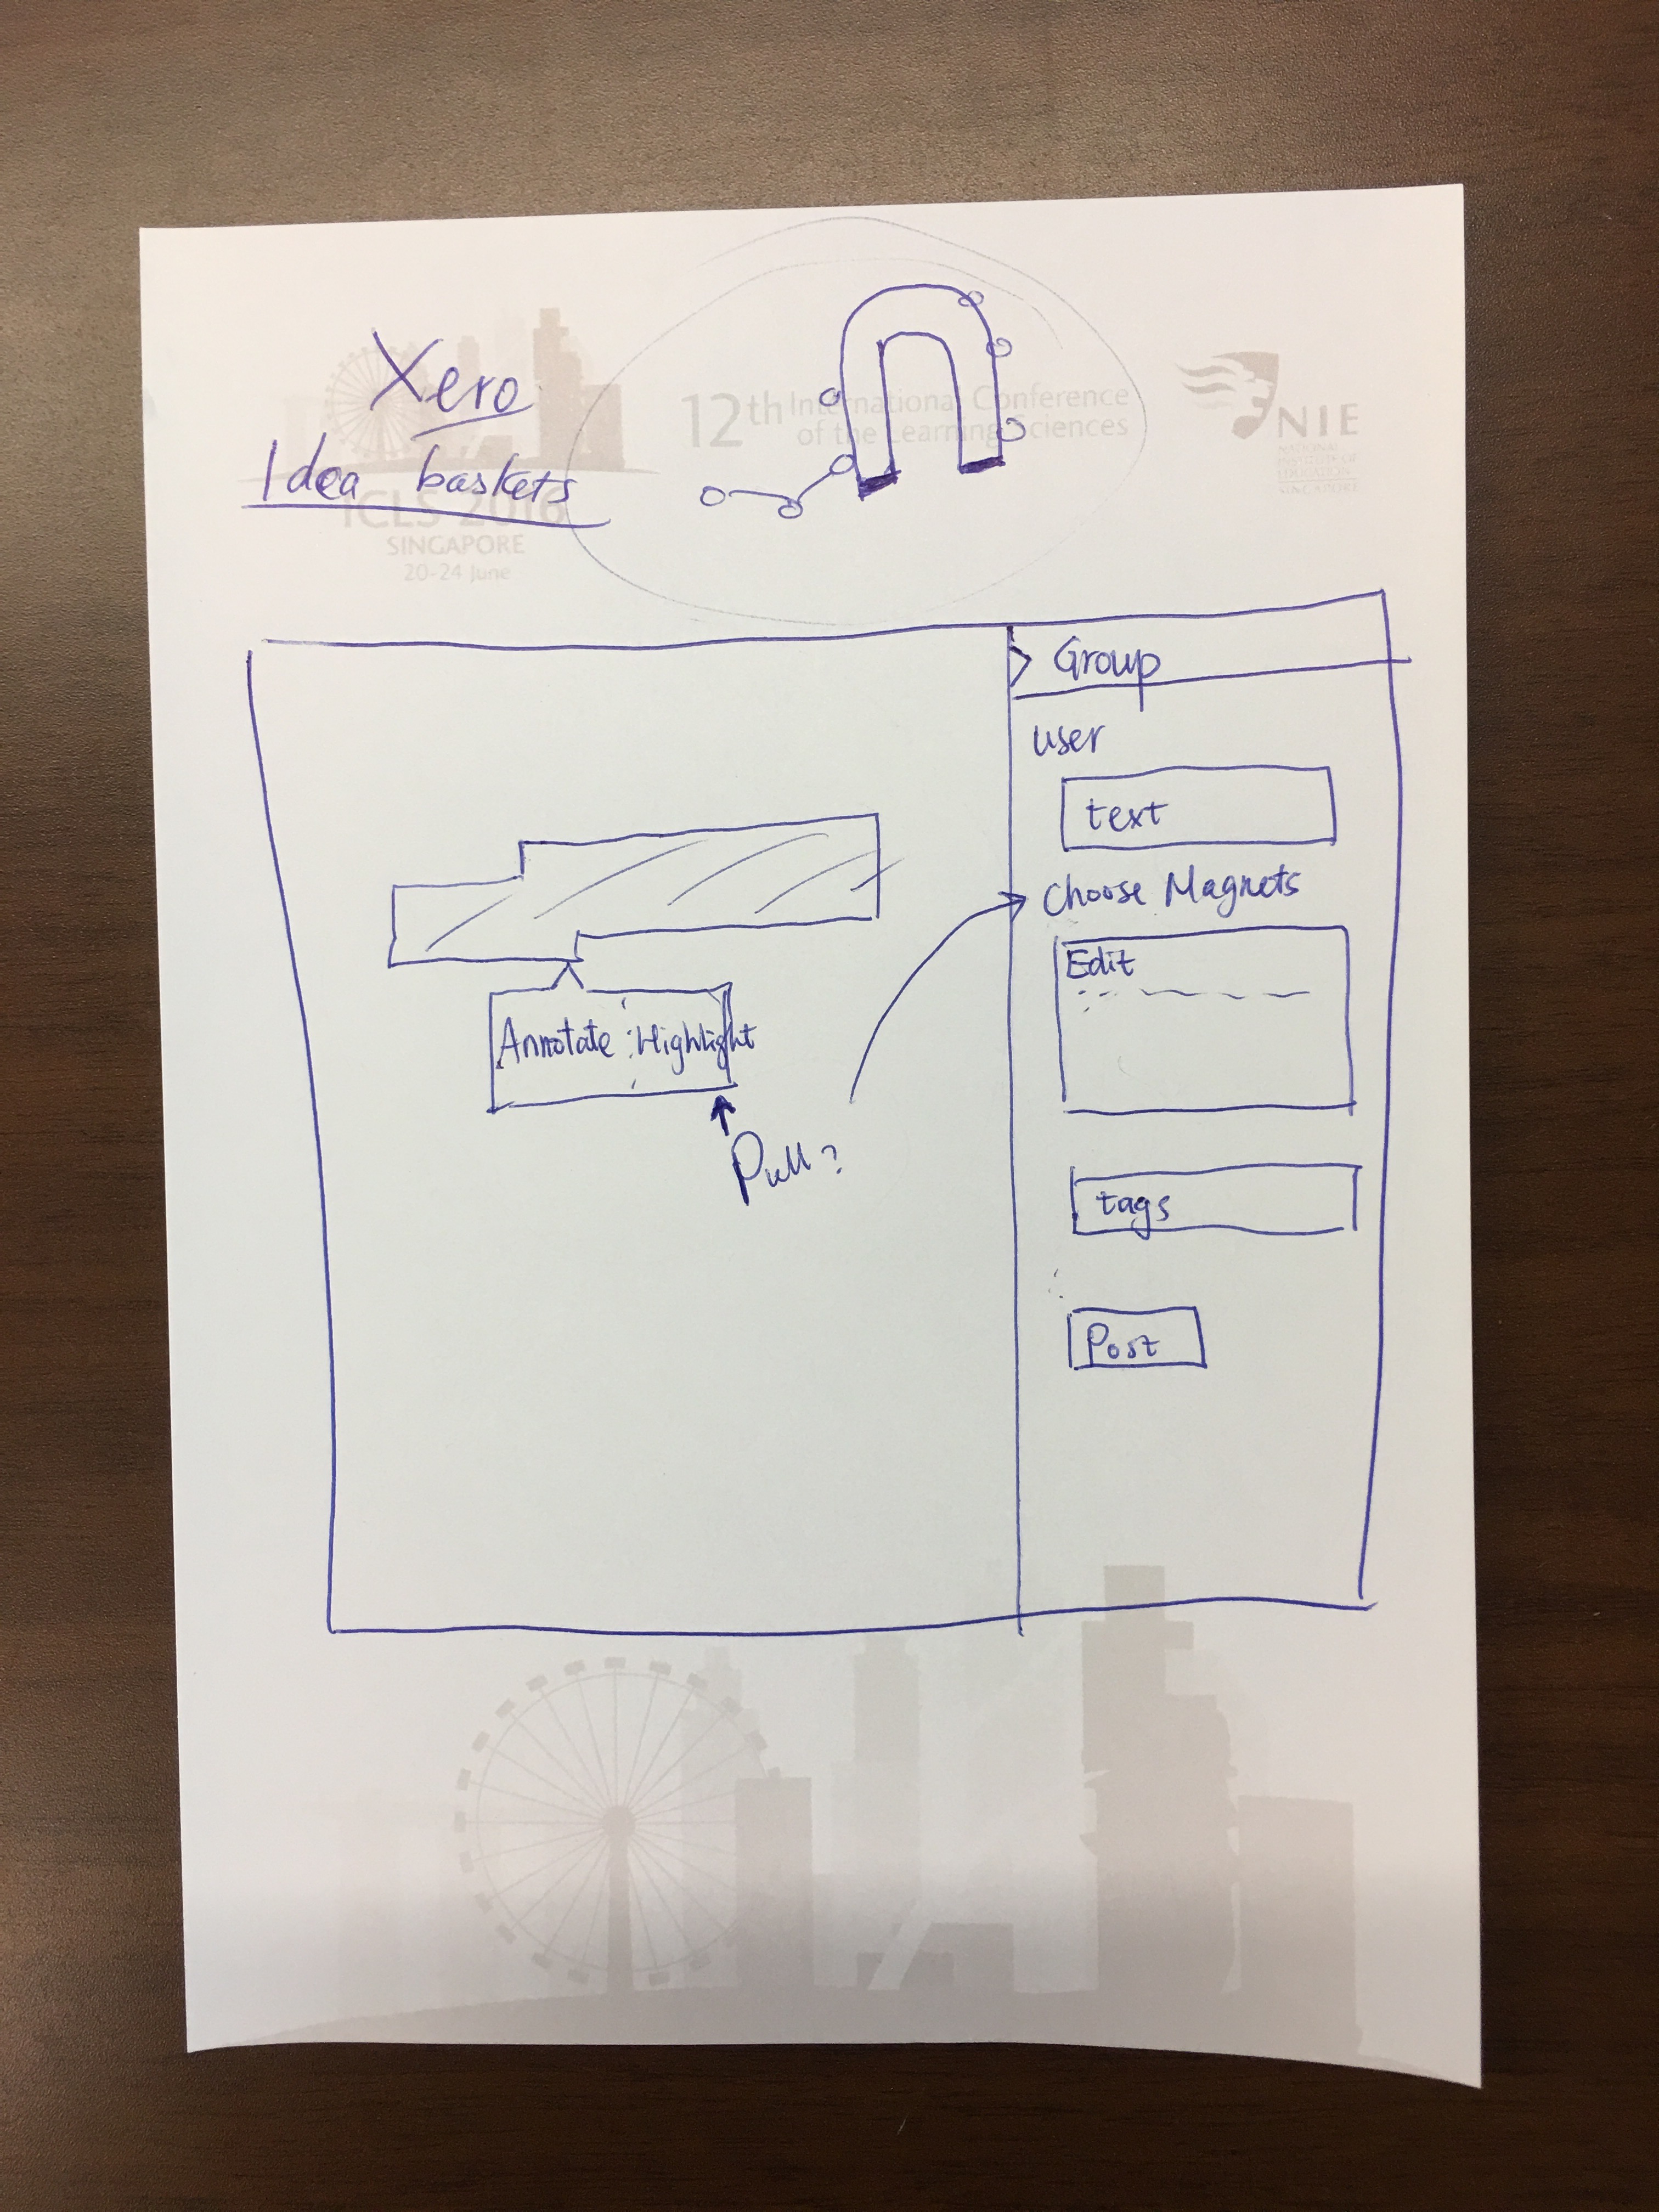 Xero
Idea baskets
12th International Conference
of the Learning Sciences
NIE
NATIONAL
INSTITUTE OF
EDUCATION
SINGAPORE
ICLS 2016
SINGAPORE
20-24 June
Group
user
text
Choose Magnets
Edit
Annotate Highlight
Pull?
tags
Post